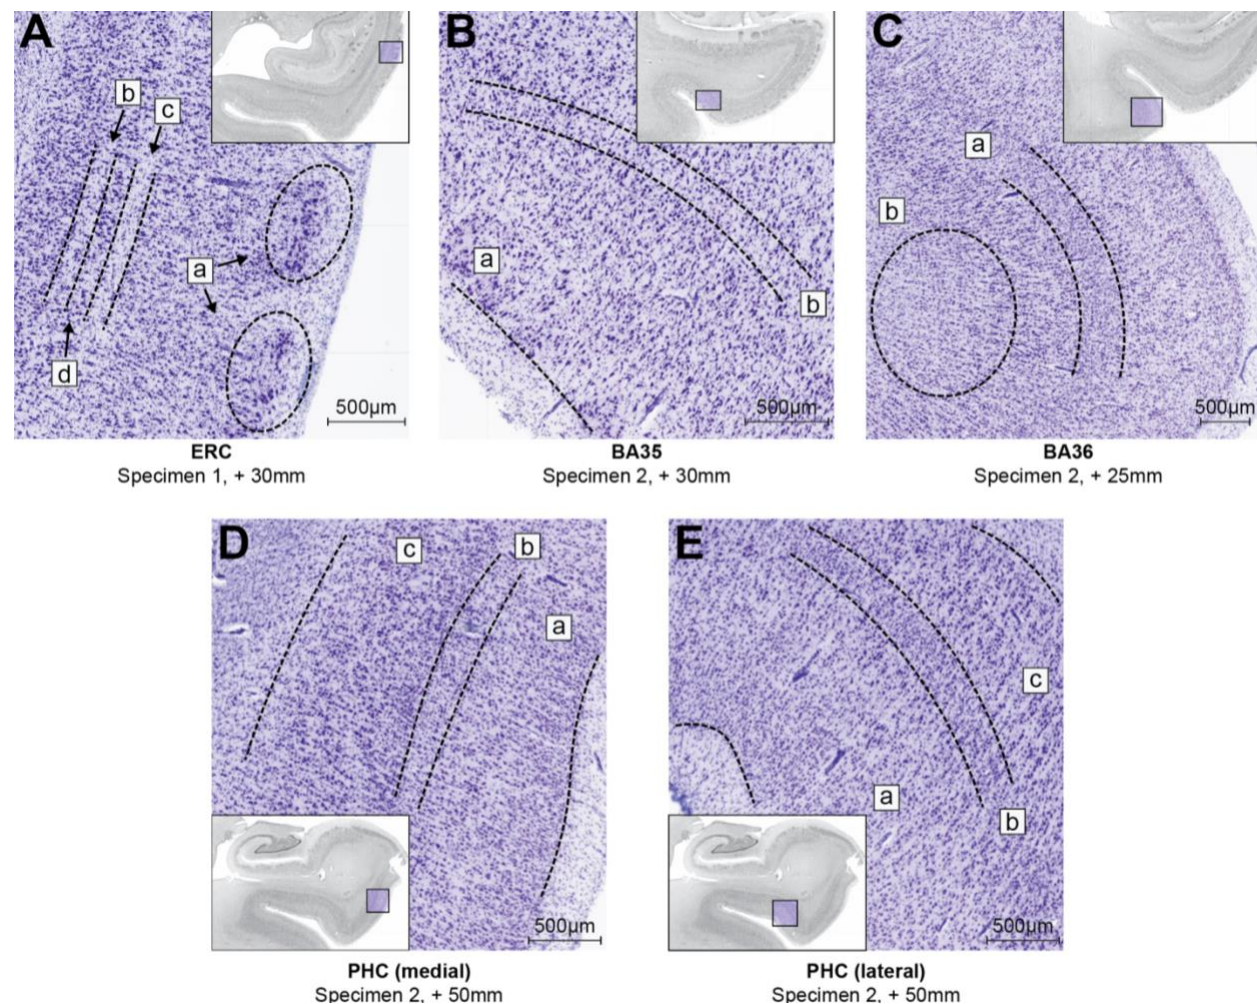 A
b
c
a
d
500µm
ERC
Specimen 1, + 30mm
B
a
b
500µm
BA35
Specimen 2, + 30mm
C
a
b
500µm
BA36
Specimen 2, + 25mm
D
c
b
a
500µm
PHC (medial)
Specimen 2, + 50mm
E
c
a
b
500µm
PHC (lateral)
Specimen 2, + 50mm